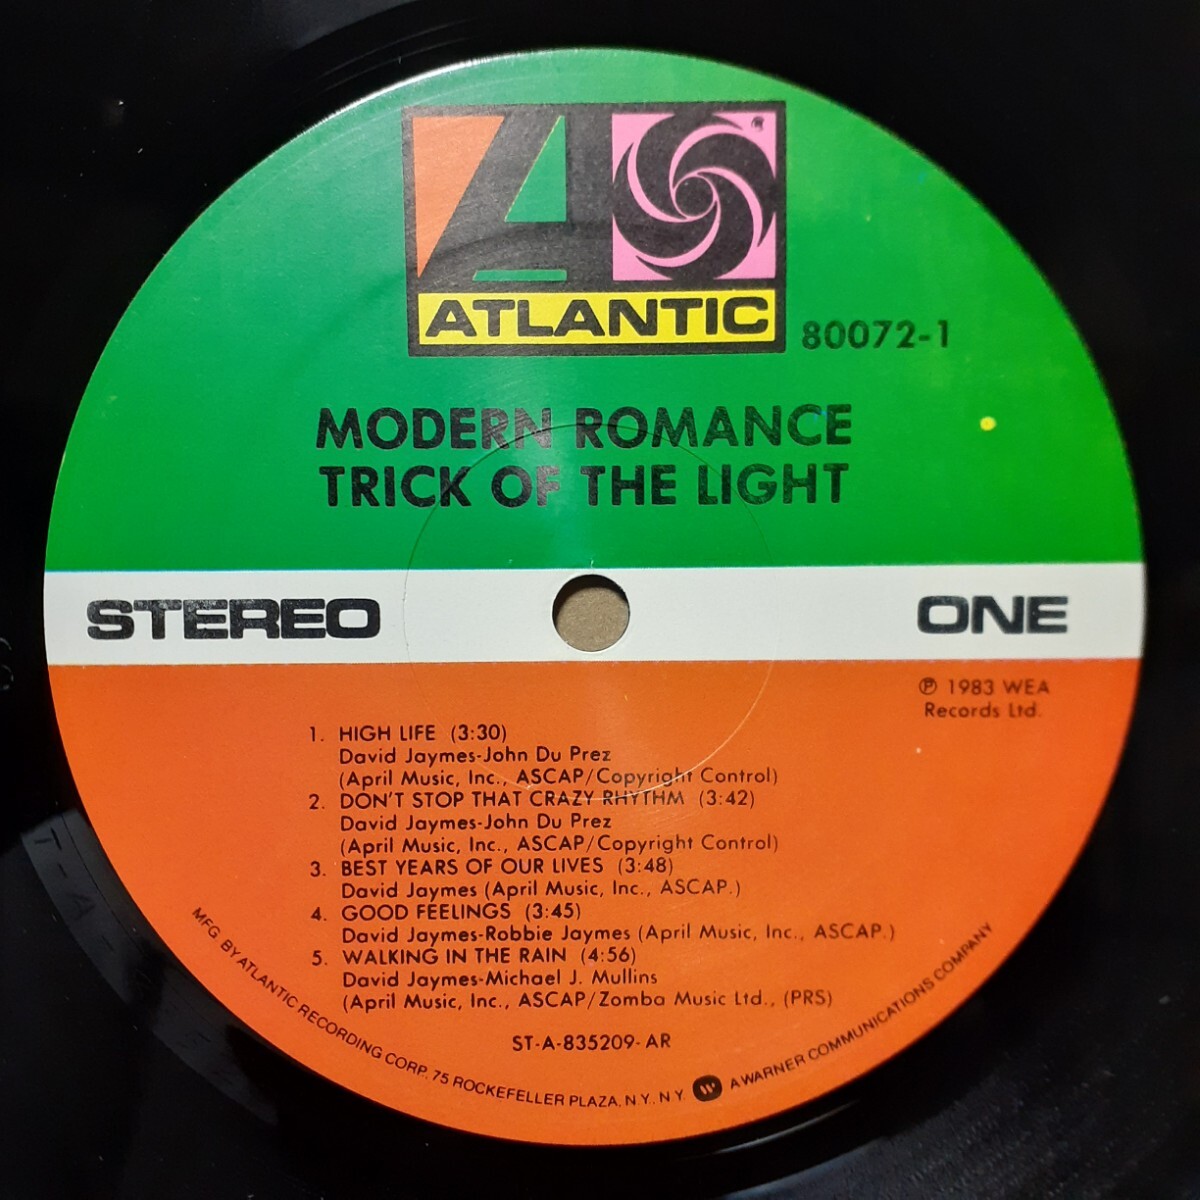 ATLANTIC
®
80072-1
MODERN ROMANCE
TRICK OF THE LIGHT
STEREO
ONE
℗ 1983 WEA
Records Ltd.
1. HIGH LIFE (3:30)
David Jaymes-John Du Prez
(April Music, Inc., ASCAP/Copyright Control)
2. DON'T STOP THAT CRAZY RHYTHM (3:42)
David Jaymes-John Du Prez
(April Music, Inc., ASCAP/Copyright Control)
3. BEST YEARS OF OUR LIVES (3:48)
David Jaymes (April Music, Inc., ASCAP.)
4. GOOD FEELINGS (3:45)
David Jaymes-Robbie Jaymes (April Music, Inc., ASCAP.)
5. WALKING IN THE RAIN (4:56)
David Jaymes-Michael J. Mullins
(April Music, Inc., ASCAP/Zomba Music Ltd., (PRS)
ST-A-835209-AR
MFG. BY ATLANTIC RECORDING CORP., 75 ROCKEFELLER PLAZA, N.Y., N.Y. A WARNER COMMUNICATIONS COMPANY